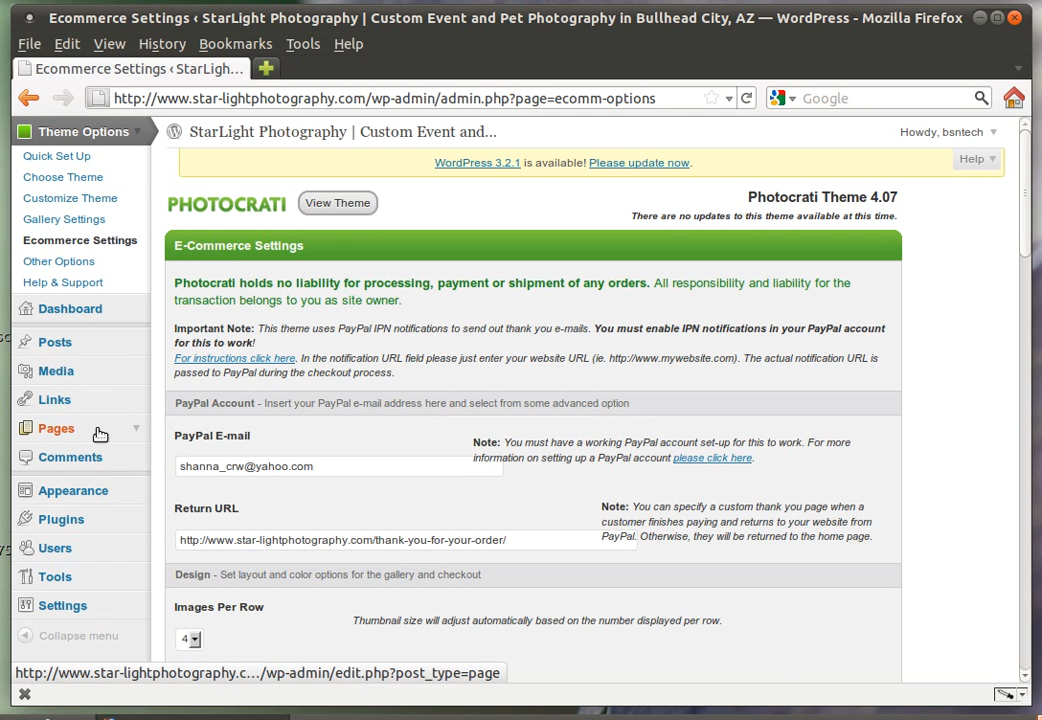 Ecommerce Settings ‹ StarLight Photography | Custom Event and Pet Photography in Bullhead City, AZ — WordPress - Mozilla Firefox
File Edit View History Bookmarks Tools Help
Ecommerce Settings ‹ StarLigh...
http://www.star-lightphotography.com/wp-admin/admin.php?page=ecomm-options
Google
Theme Options
StarLight Photography | Custom Event and...
Howdy, bsntech
Quick Set Up
Choose Theme
Customize Theme
Gallery Settings
Ecommerce Settings
Other Options
Help & Support
Dashboard
Posts
Media
Links
Pages
Comments
Appearance
Plugins
Users
Tools
Settings
Collapse menu
WordPress 3.2.1 is available! Please update now.
Help
PHOTOCRATI
View Theme
Photocrati Theme 4.07
There are no updates to this theme available at this time.
E-Commerce Settings
Photocrati holds no liability for processing, payment or shipment of any orders. All responsibility and liability for the
transaction belongs to you as site owner.
Important Note: This theme uses PayPal IPN notifications to send out thank you e-mails. You must enable IPN notifications in your PayPal account
for this to work!
For instructions click here. In the notification URL field please just enter your website URL (ie. http://www.mywebsite.com). The actual notification URL is
passed to PayPal during the checkout process.
PayPal Account - Insert your PayPal e-mail address here and select from some advanced option
PayPal E-mail
shanna_crw@yahoo.com
Note: You must have a working PayPal account set-up for this to work. For more
information on setting up a PayPal account please click here.
Return URL
http://www.star-lightphotography.com/thank-you-for-your-order/
Note: You can specify a custom thank you page when a
customer finishes paying and returns to your website from
PayPal. Otherwise, they will be returned to the home page.
Design - Set layout and color options for the gallery and checkout
Images Per Row
4
Thumbnail size will adjust automatically based on the number displayed per row.
http://www.star-lightphotography.c.../wp-admin/edit.php?post_type=page